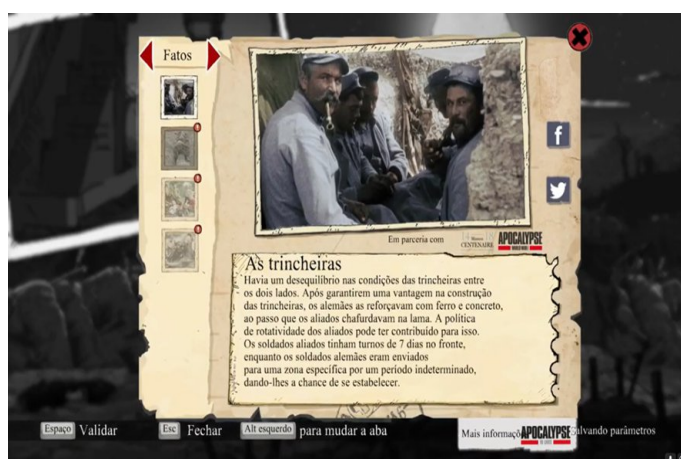 Fatos
Em parceria com
CENTENAIRE
APOCALYPSE
As trincheiras
Havia um desequilíbrio nas condições das trincheiras entre
os dois lados. Após garantirem uma vantagem na construção
das trincheiras, os alemães as reforçavam com ferro e concreto,
ao passo que os aliados chafurdavam na lama. A política
de rotatividade dos aliados pode ter contribuído para isso.
Os soldados aliados tinham turnos de 7 dias no fronte,
enquanto os soldados alemães eram enviados
para uma zona específica por um período indeterminado,
dando-lhes a chance de se estabelecer.
Espaço Validar Esc Fechar Alt esquerdo para mudar a aba Mais informaçõ APOCALYPSE alvando parâmetros